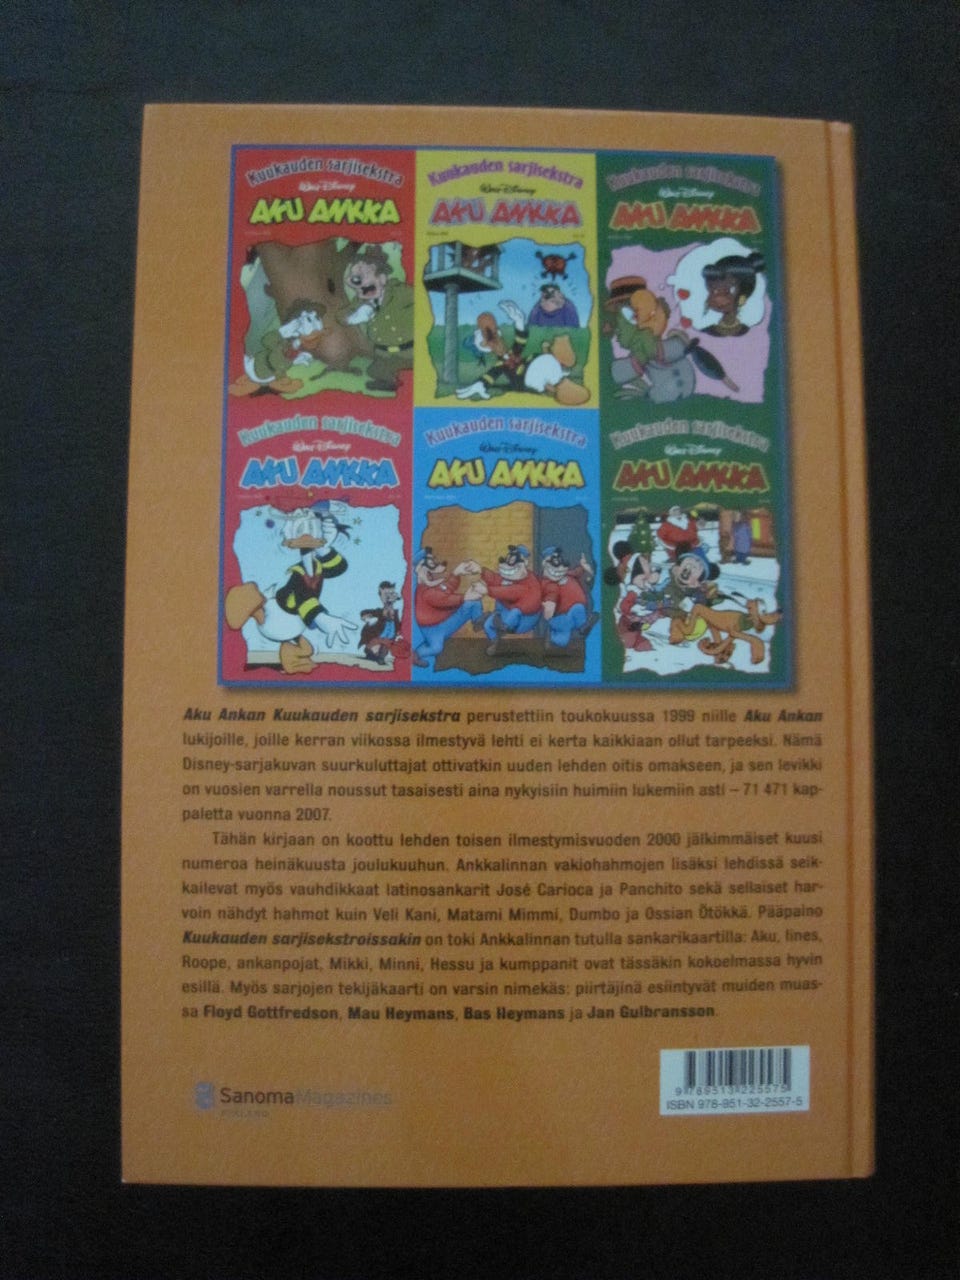 Kuukauden sarjisekstra
Walt Disney
AKU ANKKA
Kuukauden sarjisekstra
Walt Disney
AKU ANKKA
Kuukauden sarjisekstra
Walt Disney
AKU ANKKA
Kuukauden sarjisekstra
Walt Disney
AKU ANKKA
Kuukauden sarjisekstra
Walt Disney
AKU ANKKA
Kuukauden sarjisekstra
Walt Disney
AKU ANKKA
Aku Ankan Kuukauden sarjisekstra perustettiin toukokuussa 1999 niille Aku Ankan
lukijoille, joille kerran viikossa ilmestyvä lehti ei kerta kaikkiaan ollut tarpeeksi. Nämä
Disney-sarjakuvan suurkuluttajat ottivatkin uuden lehden oitis omakseen, ja sen levikki
on vuosien varrella noussut tasaisesti aina nykyisiin huimiin lukemiin asti – 71 471 kap-
paletta vuonna 2007.
Tähän kirjaan on koottu lehden toisen ilmestymisvuoden 2000 jälkimmäiset kuusi
numeroa heinäkuusta joulukuuhun. Ankkalinnan vakiohahmojen lisäksi lehdissä seik-
kailevat myös vauhdikkaat latinosankarit José Carioca ja Panchito sekä sellaiset har-
voin nähdyt hahmot kuin Veli Kani, Matami Mimmi, Dumbo ja Ossian Ötökkä. Pääpaino
Kuukauden sarjisekstroissakin on toki Ankkalinnan tutulla sankarikaartilla: Aku, Iines,
Roope, ankanpojat, Mikki, Minni, Hessu ja kumppanit ovat tässäkin kokoelmassa hyvin
esillä. Myös sarjojen tekijäkaarti on varsin nimekäs: piirtäjinä esiintyvät muiden muas-
sa Floyd Gottfredson, Mau Heymans, Bas Heymans ja Jan Gulbransson.
SanomaMagazines
FINLAND
9 789513 225575
ISBN 978-951-32-2557-5